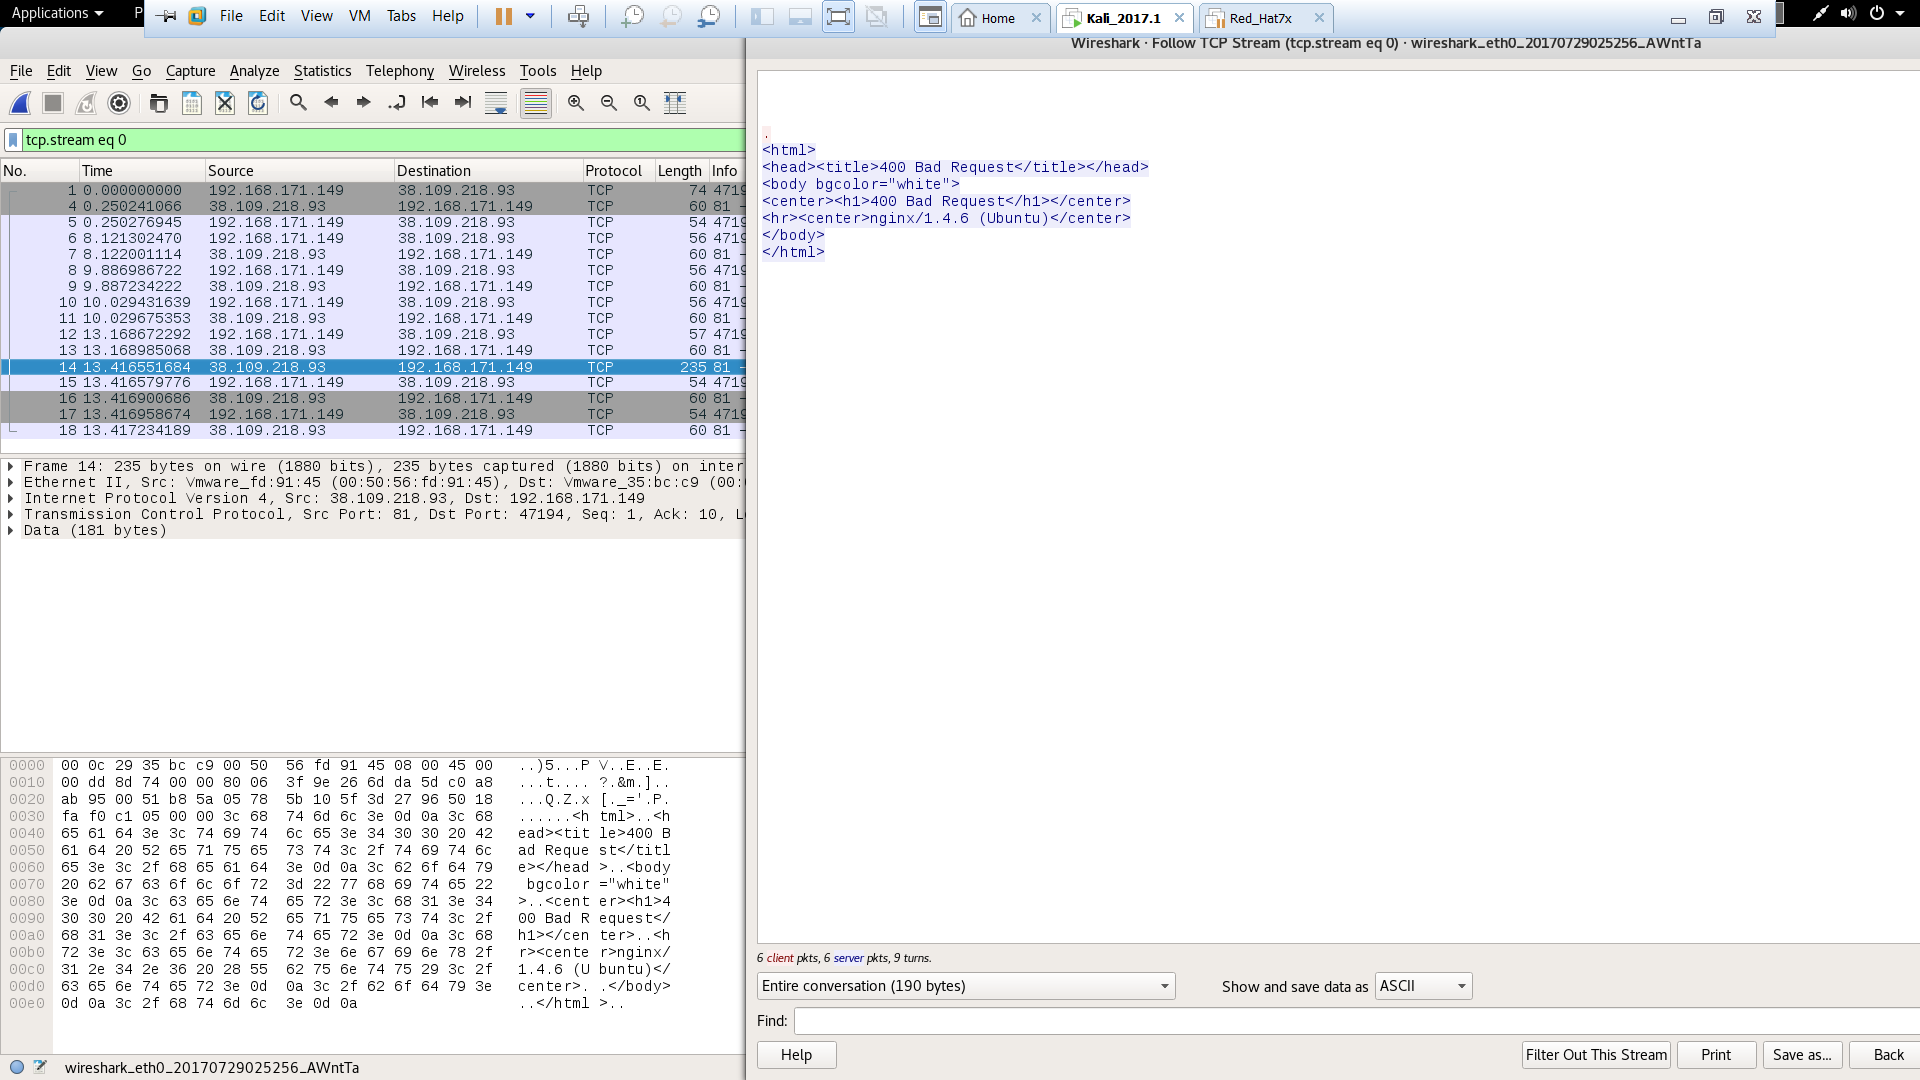 Applications
P
File Edit View VM Tabs Help
Home
Kali_2017.1
Red_Hat7x
Wireshark · Follow TCP Stream (tcp.stream eq 0) · wireshark_eth0_20170729025256_AWntTa
File Edit View Go Capture Analyze Statistics Telephony Wireless Tools Help
tcp.stream eq 0
No. Time Source Destination Protocol Length Info
1 0.000000000 192.168.171.149 38.109.218.93 TCP 74 4719
4 0.250241066 38.109.218.93 192.168.171.149 TCP 60 81 →
5 0.250276945 192.168.171.149 38.109.218.93 TCP 54 4719
6 8.121302470 192.168.171.149 38.109.218.93 TCP 56 4719
7 8.122001114 38.109.218.93 192.168.171.149 TCP 60 81 →
8 9.886986722 192.168.171.149 38.109.218.93 TCP 56 4719
9 9.887234222 38.109.218.93 192.168.171.149 TCP 60 81 →
10 10.029431639 192.168.171.149 38.109.218.93 TCP 56 4719
11 10.029675353 38.109.218.93 192.168.171.149 TCP 60 81 →
12 13.168672292 192.168.171.149 38.109.218.93 TCP 57 4719
13 13.168985068 38.109.218.93 192.168.171.149 TCP 60 81 →
14 13.416551684 38.109.218.93 192.168.171.149 TCP 235 81 →
15 13.416579776 192.168.171.149 38.109.218.93 TCP 54 4719
16 13.416900686 38.109.218.93 192.168.171.149 TCP 60 81 →
17 13.416958674 192.168.171.149 38.109.218.93 TCP 54 4719
18 13.417234189 38.109.218.93 192.168.171.149 TCP 60 81 →
Frame 14: 235 bytes on wire (1880 bits), 235 bytes captured (1880 bits) on inter
Ethernet II, Src: Vmware_fd:91:45 (00:50:56:fd:91:45), Dst: Vmware_35:bc:c9 (00:
Internet Protocol Version 4, Src: 38.109.218.93, Dst: 192.168.171.149
Transmission Control Protocol, Src Port: 81, Dst Port: 47194, Seq: 1, Ack: 10, L
Data (181 bytes)
0000 00 0c 29 35 bc c9 00 50 56 fd 91 45 08 00 45 00 ..)5...P V..E..E.
0010 00 dd 8d 74 00 00 80 06 3f 9e 26 6d da 5d c0 a8 ...t.... ?.&m.]..
0020 ab 95 00 51 b8 5a 05 78 5b 10 5f 3d 27 96 50 18 ...Q.Z.x [._='.P.
0030 fa f0 c1 05 00 00 3c 68 74 6d 6c 3e 0d 0a 3c 68 ......<h tml>..<h
0040 65 61 64 3e 3c 74 69 74 6c 65 3e 34 30 30 20 42 ead><tit le>400 B
0050 61 64 20 52 65 71 75 65 73 74 3c 2f 74 69 74 6c ad Reque st</titl
0060 65 3e 3c 2f 68 65 61 64 3e 0d 0a 3c 62 6f 64 79 e></head >..<body
0070 20 62 67 63 6f 6c 6f 72 3d 22 77 68 69 74 65 22 bgcolor ="white"
0080 3e 0d 0a 3c 63 65 6e 74 65 72 3e 3c 68 31 3e 34 >..<cent er><h1>4
0090 30 30 20 42 61 64 20 52 65 71 75 65 73 74 3c 2f 00 Bad R equest</
00a0 68 31 3e 3c 2f 63 65 6e 74 65 72 3e 0d 0a 3c 68 h1></cen ter>..<h
00b0 72 3e 3c 63 65 6e 74 65 72 3e 6e 67 69 6e 78 2f r><cente r>nginx/
00c0 31 2e 34 2e 36 20 28 55 62 75 6e 74 75 29 3c 2f 1.4.6 (U buntu)</
00d0 63 65 6e 74 65 72 3e 0d 0a 3c 2f 62 6f 64 79 3e center>. .</body>
00e0 0d 0a 3c 2f 68 74 6d 6c 3e 0d 0a ..</html >..
wireshark_eth0_20170729025256_AWntTa
.
<html>
<head><title>400 Bad Request</title></head>
<body bgcolor="white">
<center><h1>400 Bad Request</h1></center>
<hr><center>nginx/1.4.6 (Ubuntu)</center>
</body>
</html>
6 client pkts, 6 server pkts, 9 turns.
Entire conversation (190 bytes)
Show and save data as ASCII
Find:
Help
Filter Out This Stream
Print
Save as...
Back